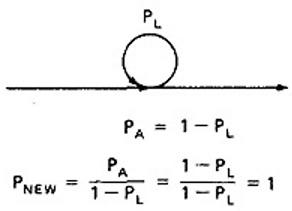 P_L
P_A = 1 - P_L
P_NEW = P_A / (1 - P_L) = (1 - P_L) / (1 - P_L) = 1